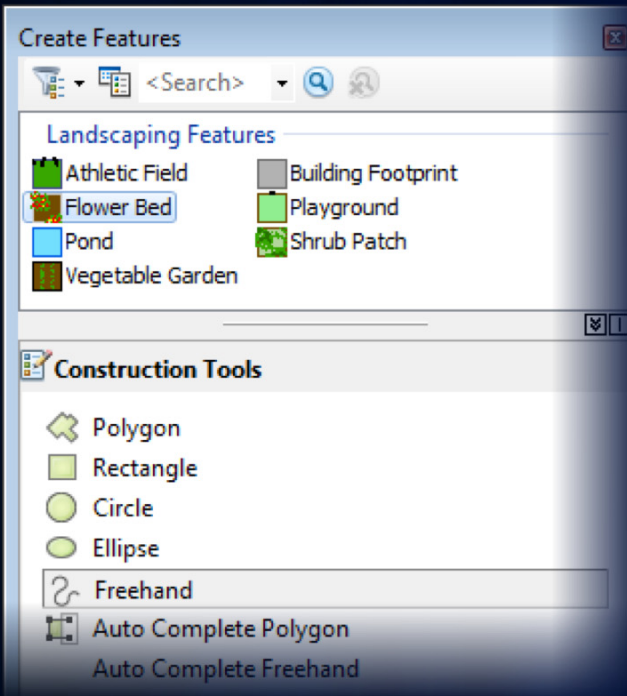 Create Features
<Search>
Landscaping Features
Athletic Field Building Footprint
Flower Bed Playground
Pond Shrub Patch
Vegetable Garden
Construction Tools
Polygon
Rectangle
Circle
Ellipse
Freehand
Auto Complete Polygon
Auto Complete Freehand